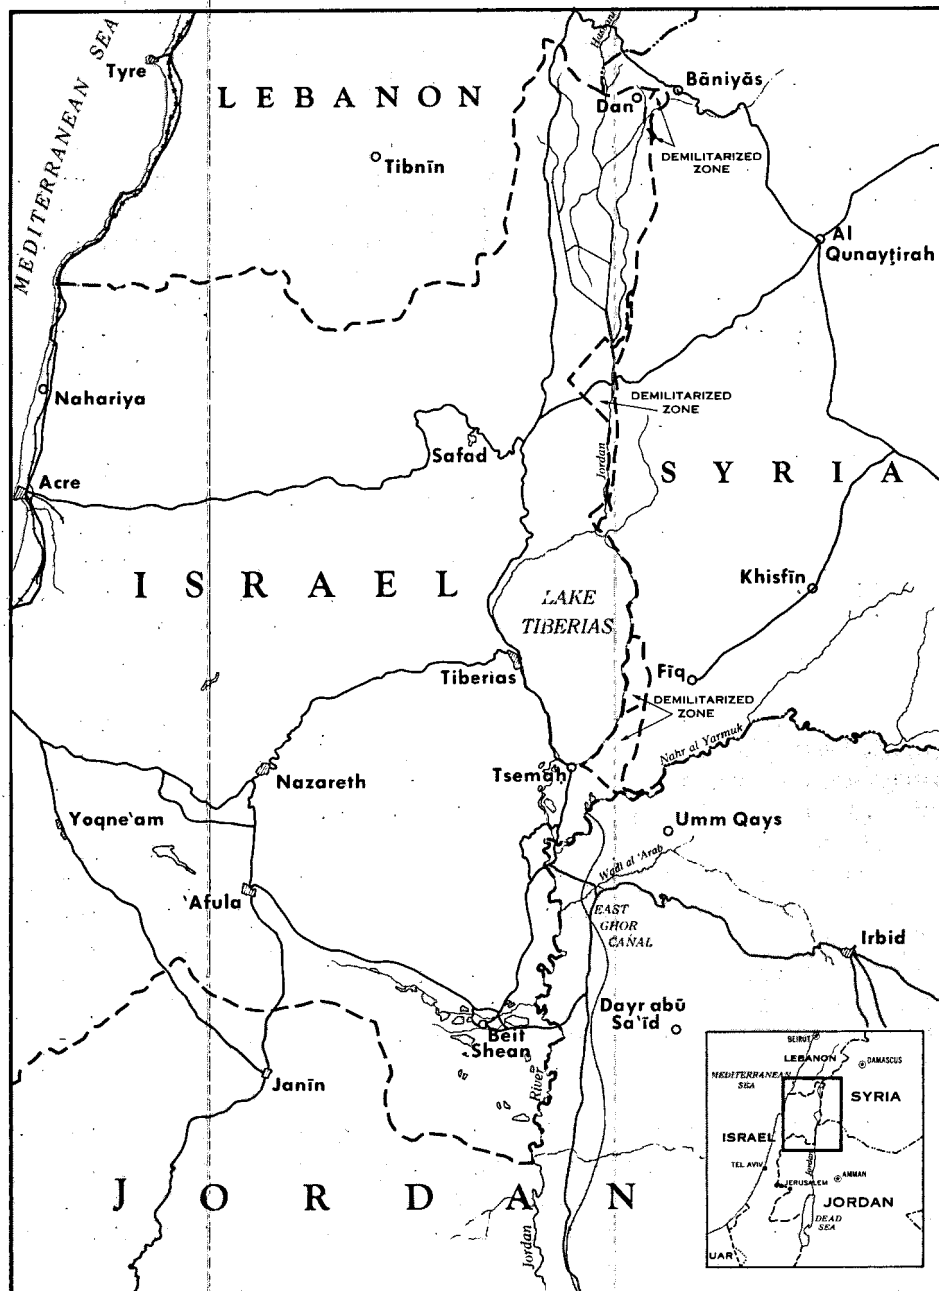 MEDITERRANEAN SEA
Tyre
LEBANON
Tibnīn
Dan
Bāniyās
DEMILITARIZED
ZONE
Al
Qunayṭirah
Nahariya
DEMILITARIZED
ZONE
Safad
Jordan
Acre
SYRIA
ISRAEL
Khisfīn
LAKE
TIBERIAS
Tiberias
Fīq
DEMILITARIZED
ZONE
Nahr al Yarmuk
Nazareth
Tsemaḥ
Yoqne'am
Umm Qays
Wadi al 'Arab
'Afula
EAST
GHOR
CANAL
Irbid
Dayr abū
Sa'īd
Beit
Shean
Janīn
River
JORDAN
Jordan
BEIRUT
LEBANON
DAMASCUS
MEDITERRANEAN
SEA
SYRIA
ISRAEL
TEL AVIV
Jordan
AMMAN
JERUSALEM
JORDAN
DEAD
SEA
UAR